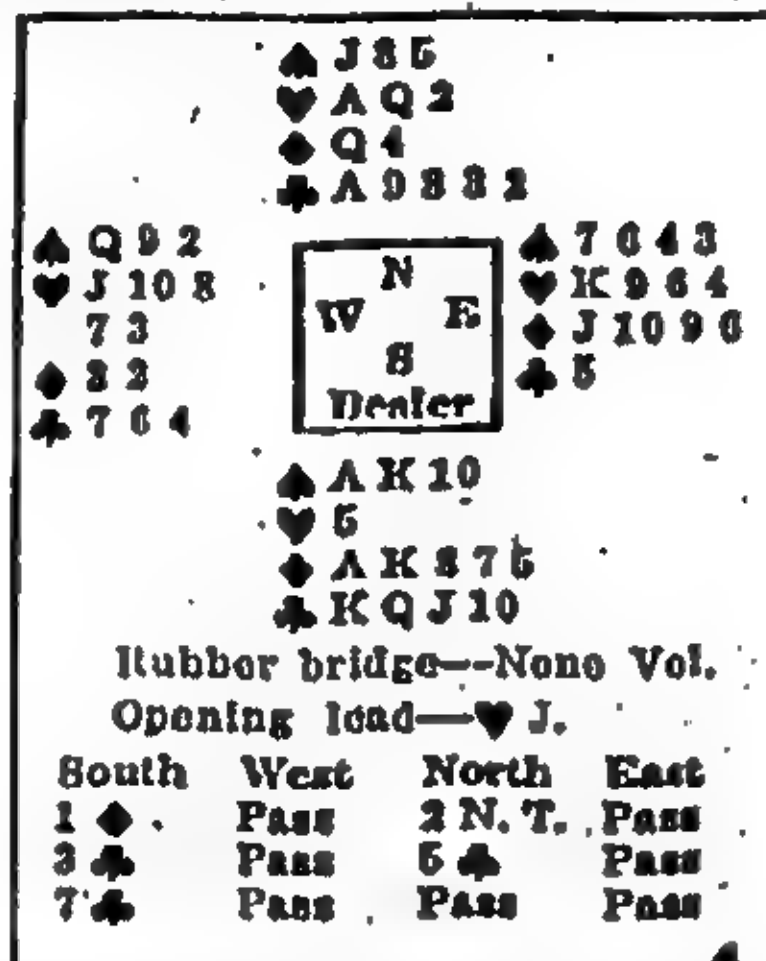 ♠ J 8 5
♥ A Q 2
♦ Q 4
♣ A 9 8 3 2
♠ Q 9 2
♥ J 10 8
7 3
♦ 3 2
♣ 7 6 4
N
W E
S
Dealer
♠ 7 6 4 3
♥ K 9 6 4
♦ J 10 9 6
♣ 5
♠ A K 10
♥ 5
♦ A K 8 7 5
♣ K Q J 10
Rubber bridge--None Vul.
Opening lead—♥ J.
South West North East
1 ♦ Pass 2 N. T. Pass
3 ♣ Pass 5 ♣ Pass
7 ♣ Pass Pass Pass